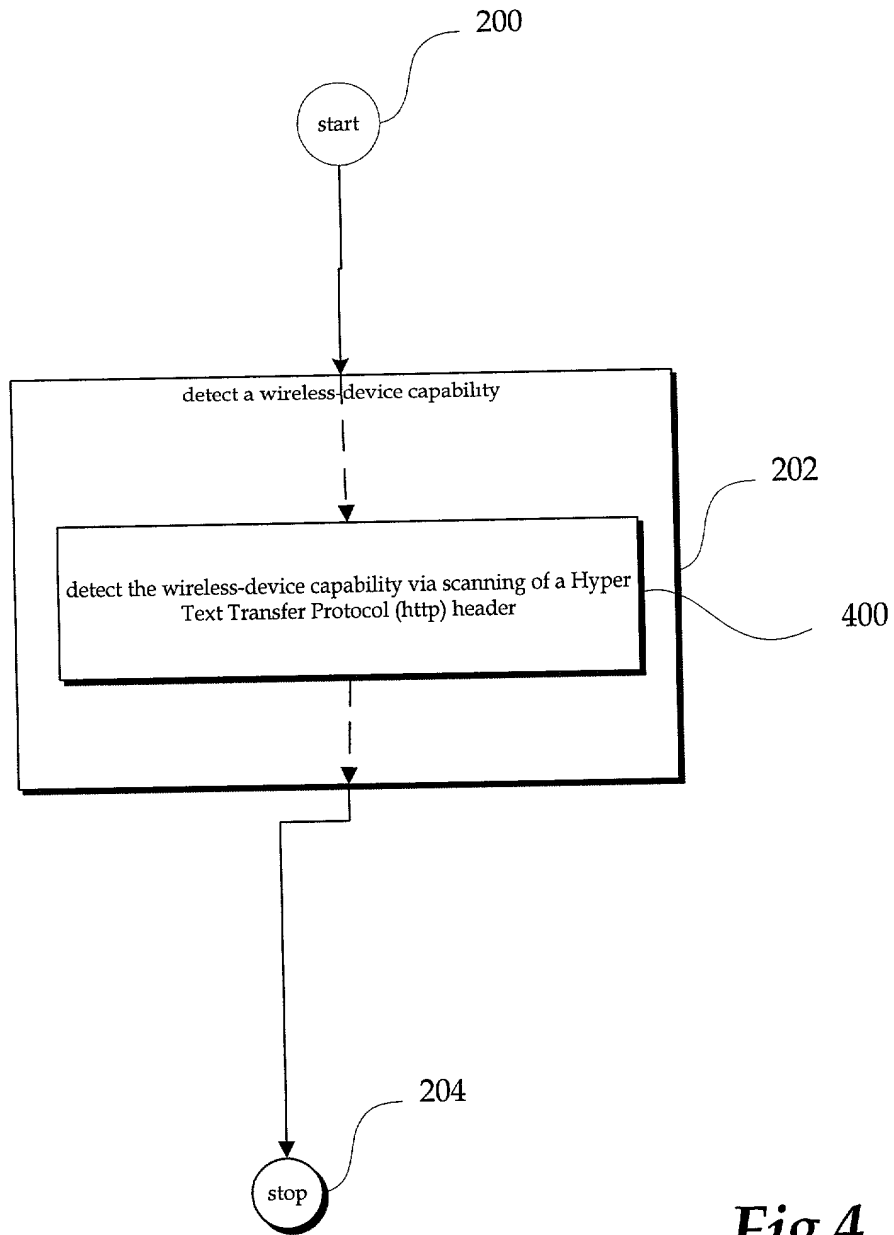 200
start
detect a wireless-device capability
202
detect the wireless-device capability via scanning of a Hyper
Text Transfer Protocol (http) header
400
204
stop
Fig 4